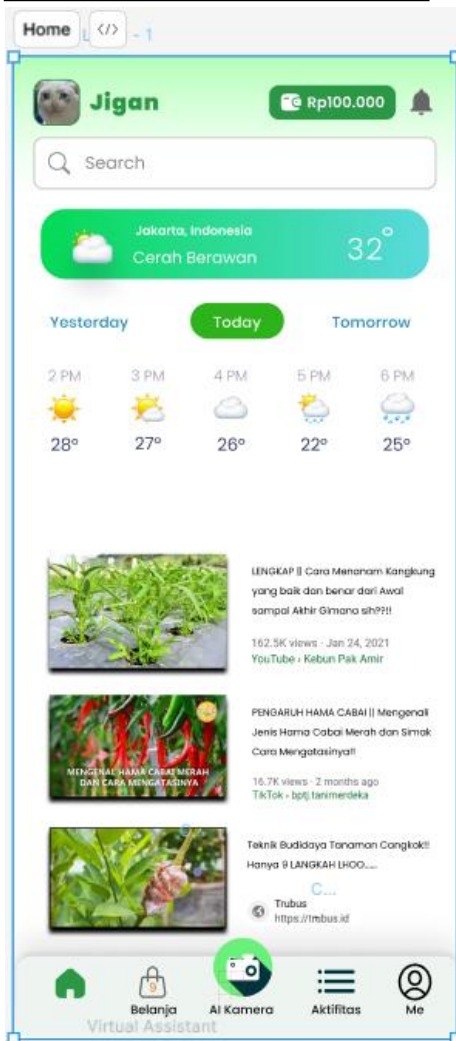 Home </>
- 1
Jigan
Rp100.000
Search
Jakarta, Indonesia
Cerah Berawan
32°
Yesterday Today Tomorrow
2 PM 3 PM 4 PM 5 PM 6 PM
28° 27° 26° 22° 25°
LENGKAP || Cara Menanam Kangkung
yang baik dan benar dari Awal
sampai Akhir Gimana sih??!!
162.5K views · Jan 24, 2021
YouTube › Kebun Pak Amir
PENGARUH HAMA CABAI || Mengenali
Jenis Hama Cabai Merah dan Simak
Cara Mengatasinya!!
16.7K views · 2 months ago
TikTok › bptj.tanimerdeka
MENGENAL HAMA CABAI MERAH
DAN CARA MENGATASINYA
Teknik Budidaya Tanaman Cangkok!!
Hanya 9 LANGKAH LHOO.....
C...
Trubus
https://trubus.id
9
Belanja AI Kamera Aktifitas Me
Virtual Assistant